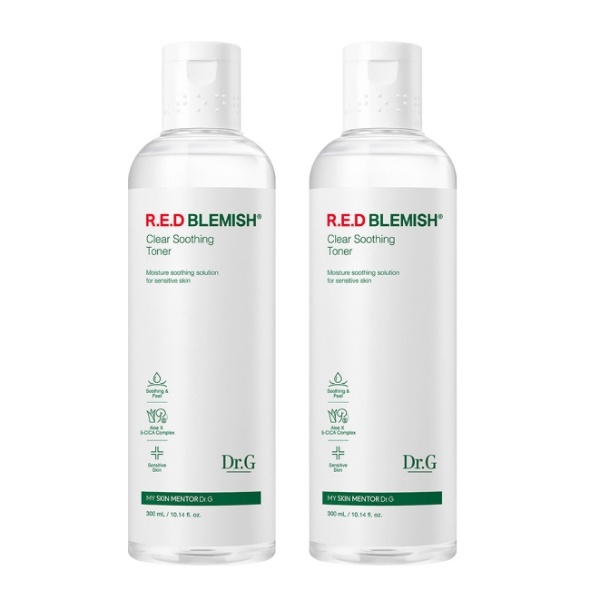 R.E.D BLEMISH®
Clear Soothing
Toner
Moisture soothing solution
for sensitive skin
Soothing &
Peel
Aloe X
5-CICA Complex
Sensitive
Skin
Dr.G
MY SKIN MENTOR Dr.G
300 mL / 10.14 fl. oz.
R.E.D BLEMISH®
Clear Soothing
Toner
Moisture soothing solution
for sensitive skin
Soothing &
Peel
Aloe X
5-CICA Complex
Sensitive
Skin
Dr.G
MY SKIN MENTOR Dr.G
300 mL / 10.14 fl. oz.